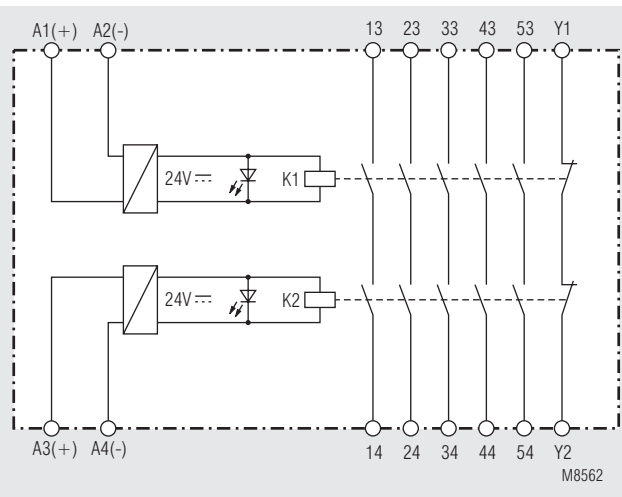 A1(+) A2(-) 13 23 33 43 53 Y1
24V K1
24V K2
A3(+) A4(-) 14 24 34 44 54 Y2
M8562